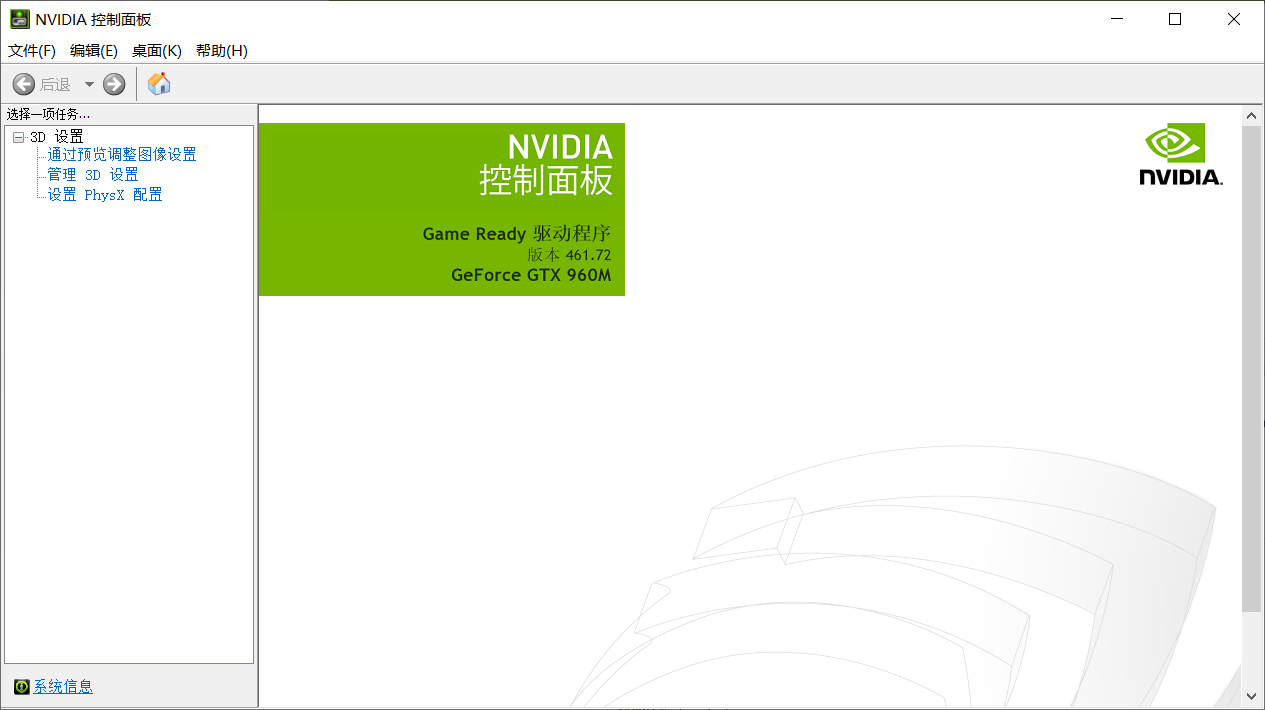 NVIDIA 控制面板
文件(F) 编辑(E) 桌面(K) 帮助(H)
后退
选择一项任务...
3D 设置
通过预览调整图像设置
管理 3D 设置
设置 PhysX 配置
系统信息
NVIDIA
控制面板
Game Ready 驱动程序
版本 461.72
GeForce GTX 960M
NVIDIA.